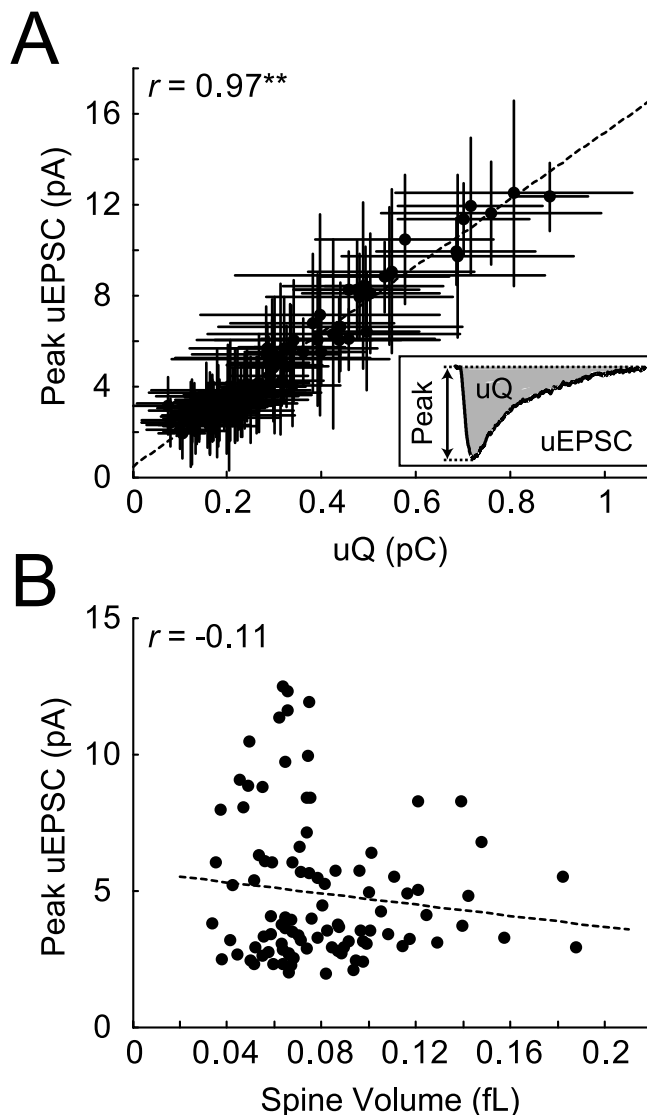 A
r = 0.97**
Peak uEPSC (pA)
16
12
8
4
0
0
0.2
0.4
0.6
0.8
1
uQ (pC)
Peak
uQ
uEPSC
B
r = -0.11
Peak uEPSC (pA)
15
10
5
0
0
0.04
0.08
0.12
0.16
0.2
Spine Volume (fL)